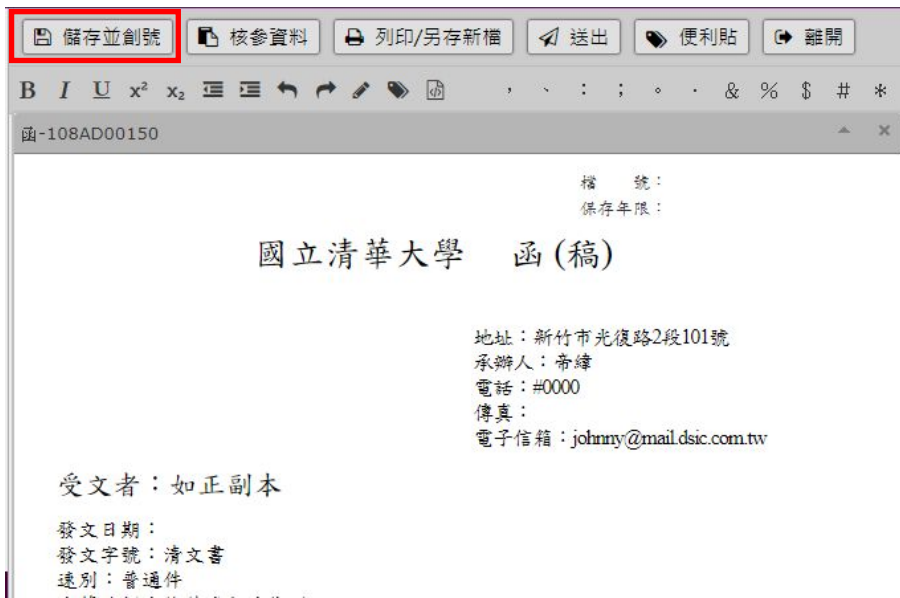 儲存並創號 核參資料 列印/另存新檔 送出 便利貼 離開
B I U x² x₂ , 、 : ; 。 · & % $ # *
函-108AD00150
檔 號：
保存年限：
國立清華大學 函(稿)
地址：新竹市光復路2段101號
承辦人：帝緯
電話：#0000
傳真：
電子信箱：johnny@mail.dsic.com.tw
受文者：如正副本
發文日期：
發文字號：清文書
速別：普通件